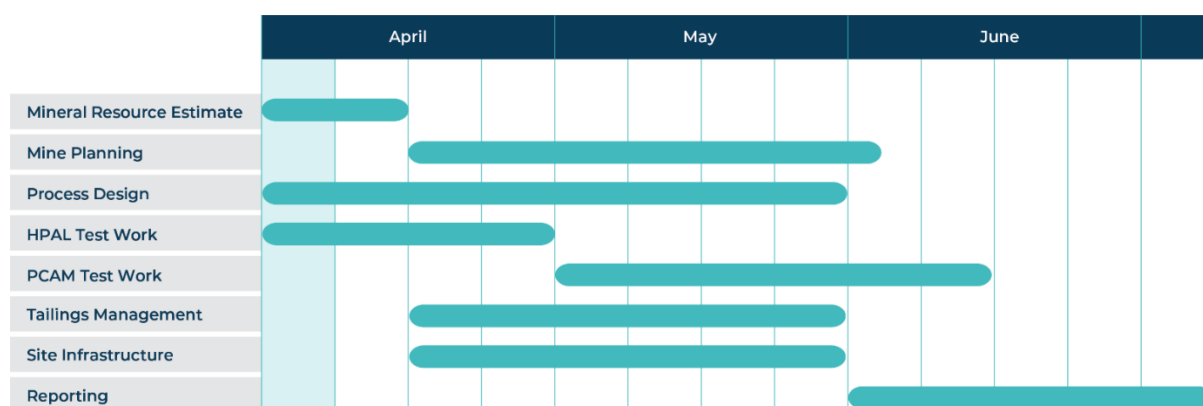 April May June
Mineral Resource Estimate
Mine Planning
Process Design
HPAL Test Work
PCAM Test Work
Tailings Management
Site Infrastructure
Reporting